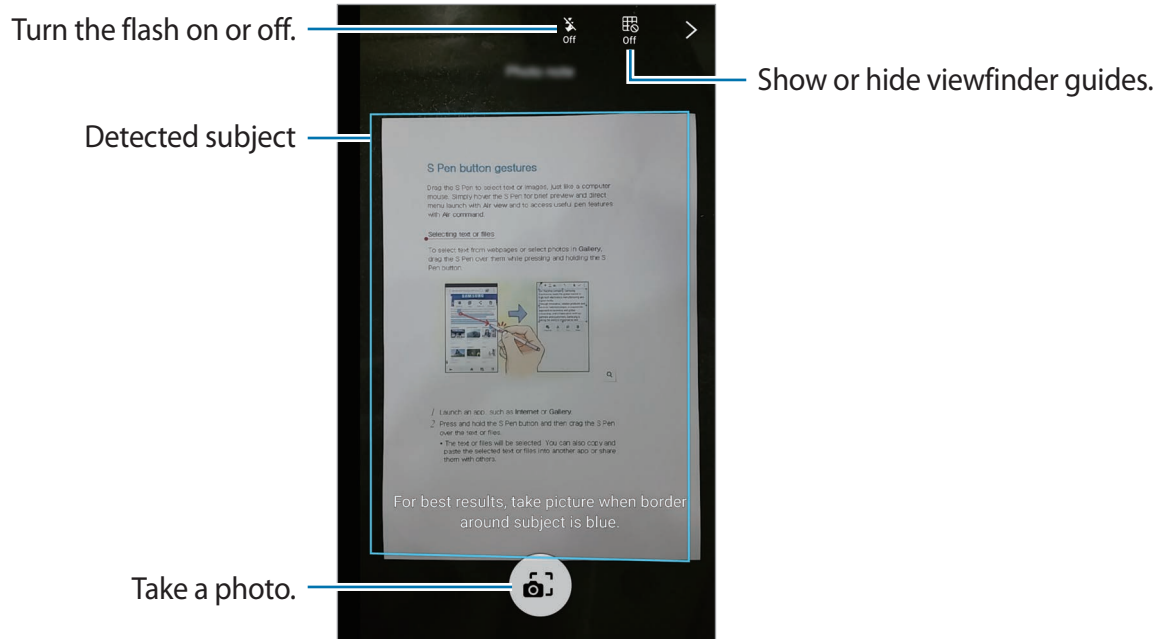 Turn the flash on or off.
Off
Off
Photo note
Show or hide viewfinder guides.
Detected subject
S Pen button gestures
Drag the S Pen to select text or images, just like a computer
mouse. Simply hover the S Pen for brief preview and direct
menu launch with Air view and to access useful pen features
with Air command.
Selecting text or files
To select text from webpages or select photos in Gallery,
drag the S Pen over them while pressing and holding the S
Pen button.
SAMSUNG
1 Launch an app such as Internet or Gallery.
2 Press and hold the S Pen button and then drag the S Pen
over the text or files.
• The text or files will be selected. You can also copy and
paste the selected text or files into another app or share
them with others.
For best results, take picture when border
around subject is blue.
Take a photo.